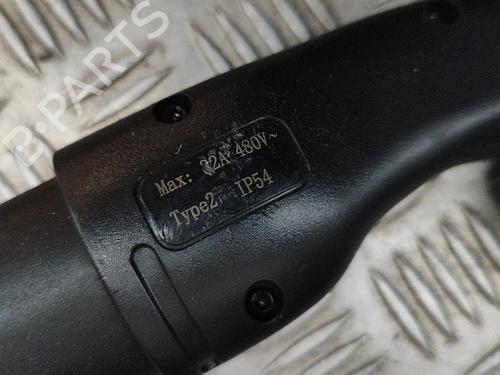 B-PARTS
Max: 32A 480V~
Type2 IP54